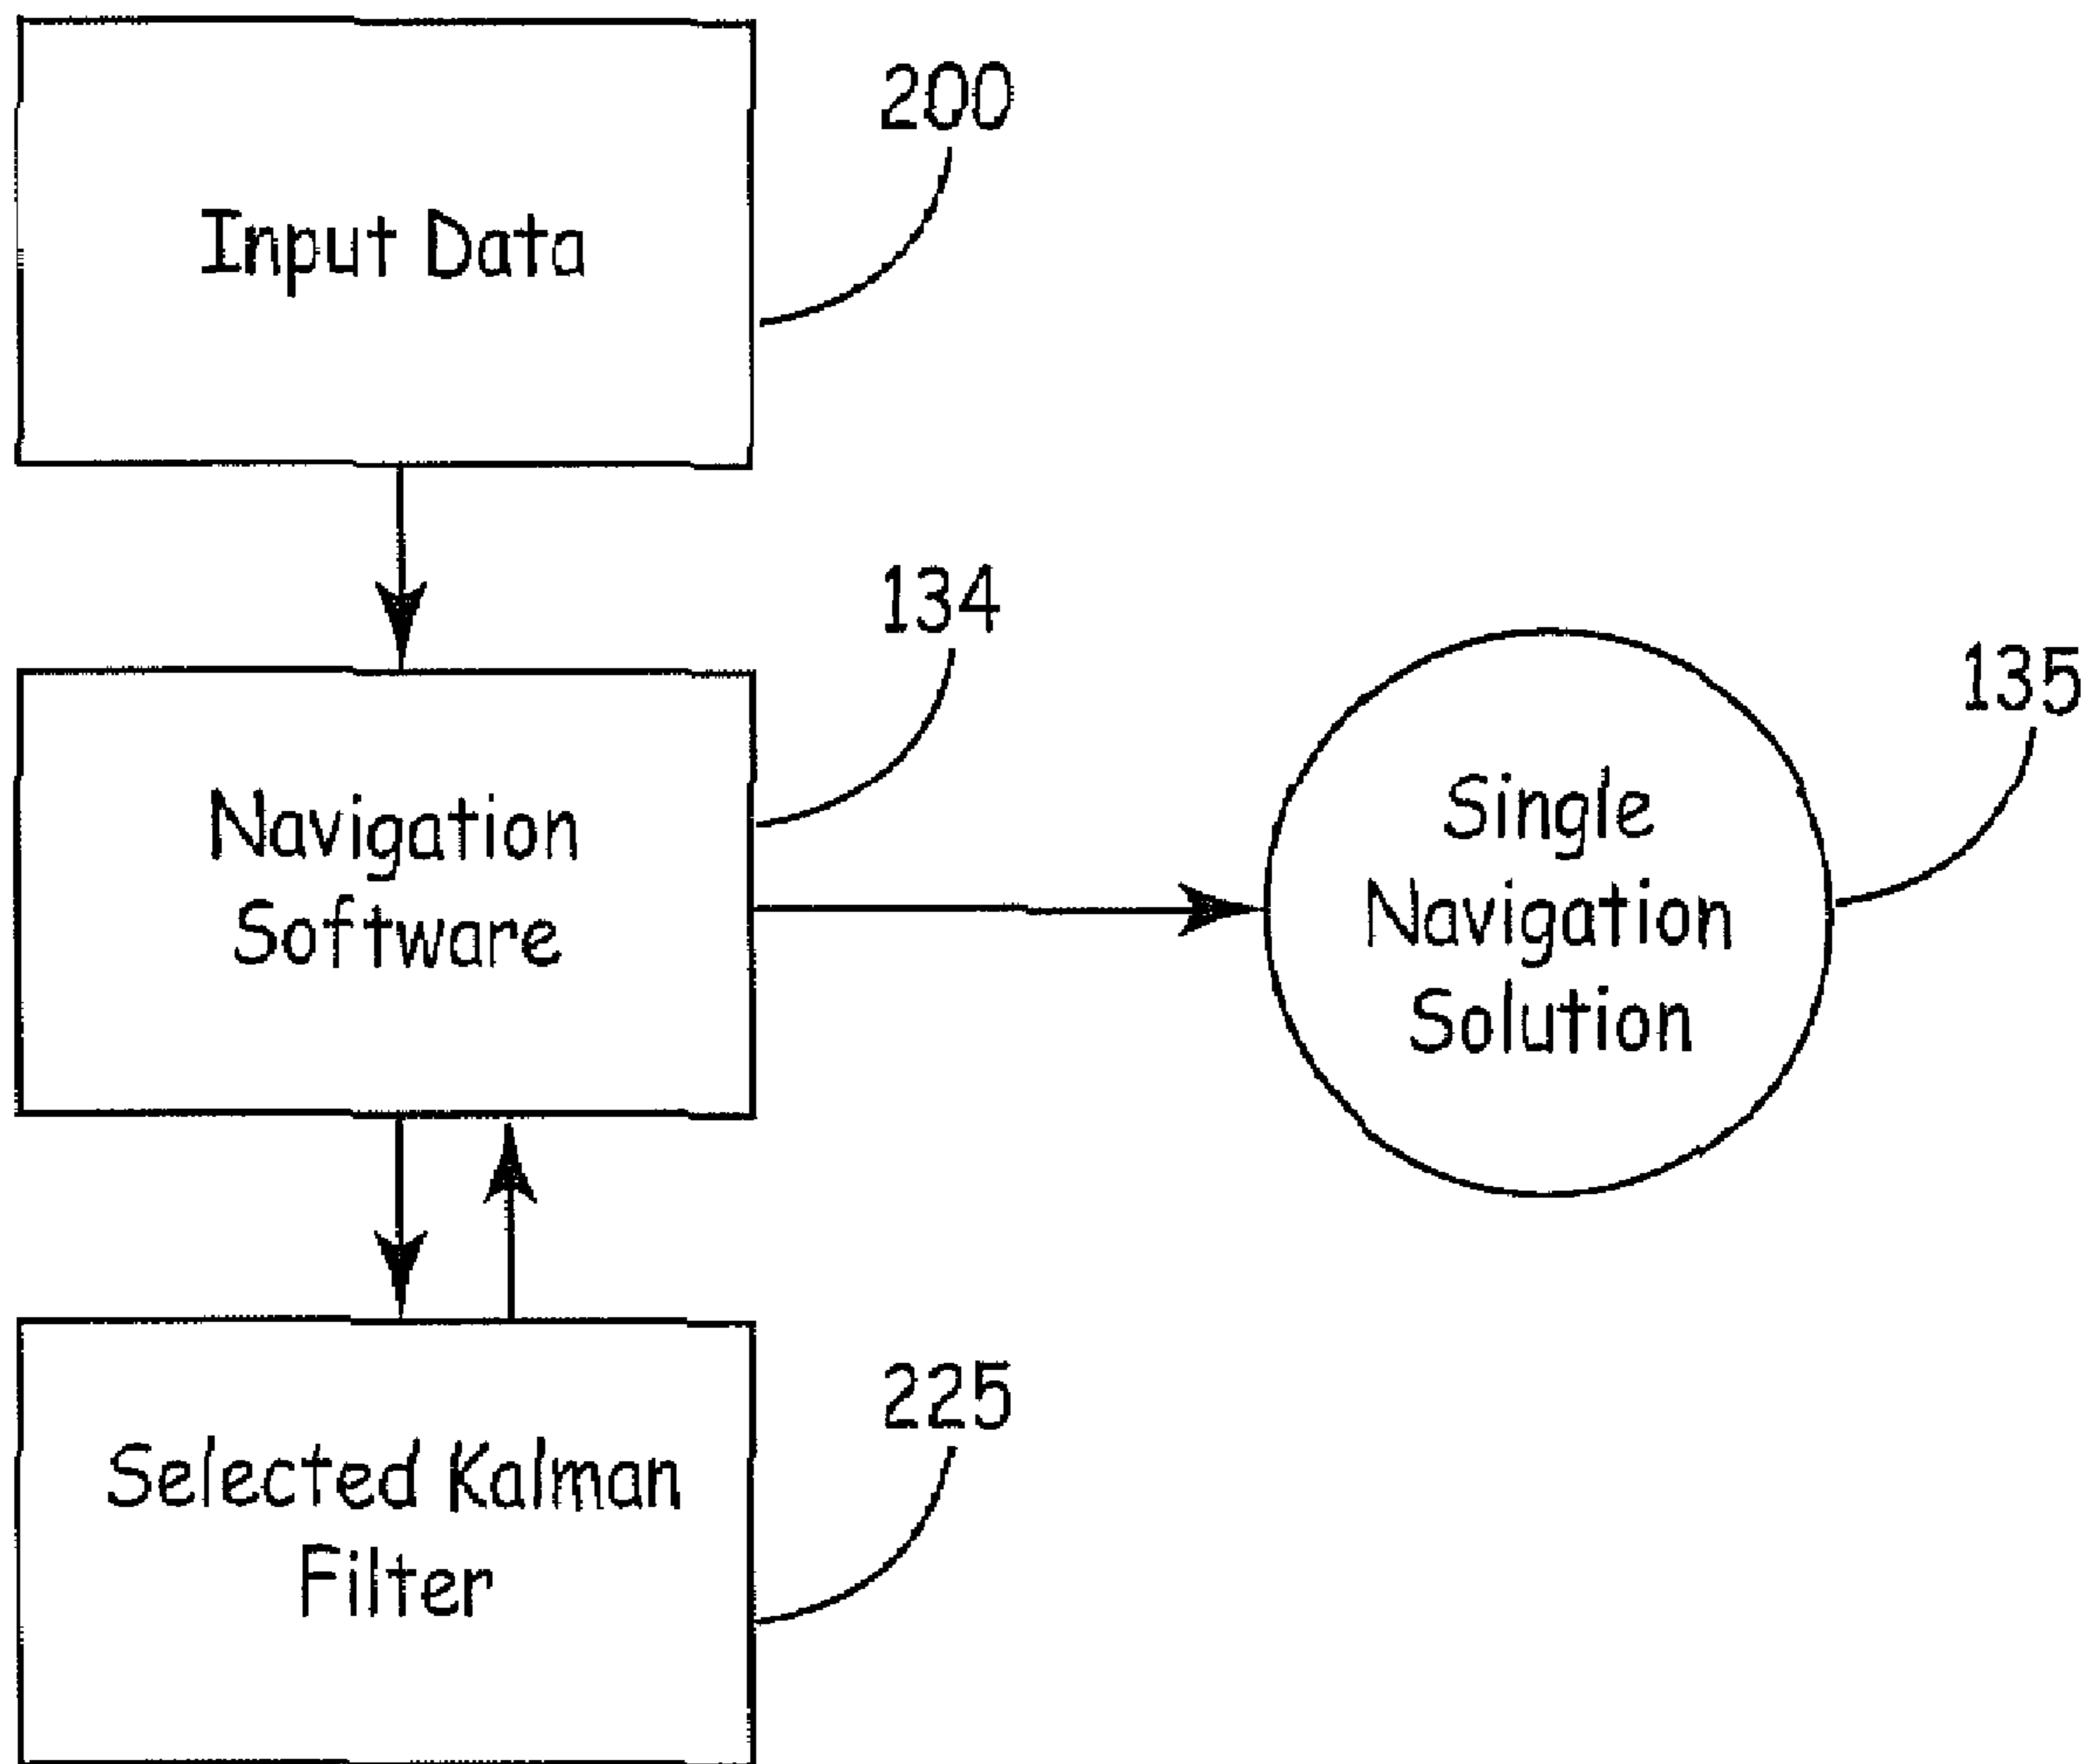 200
Input Data
134
Navigation
Software
135
Single
Navigation
Solution
225
Selected Kalman
Filter